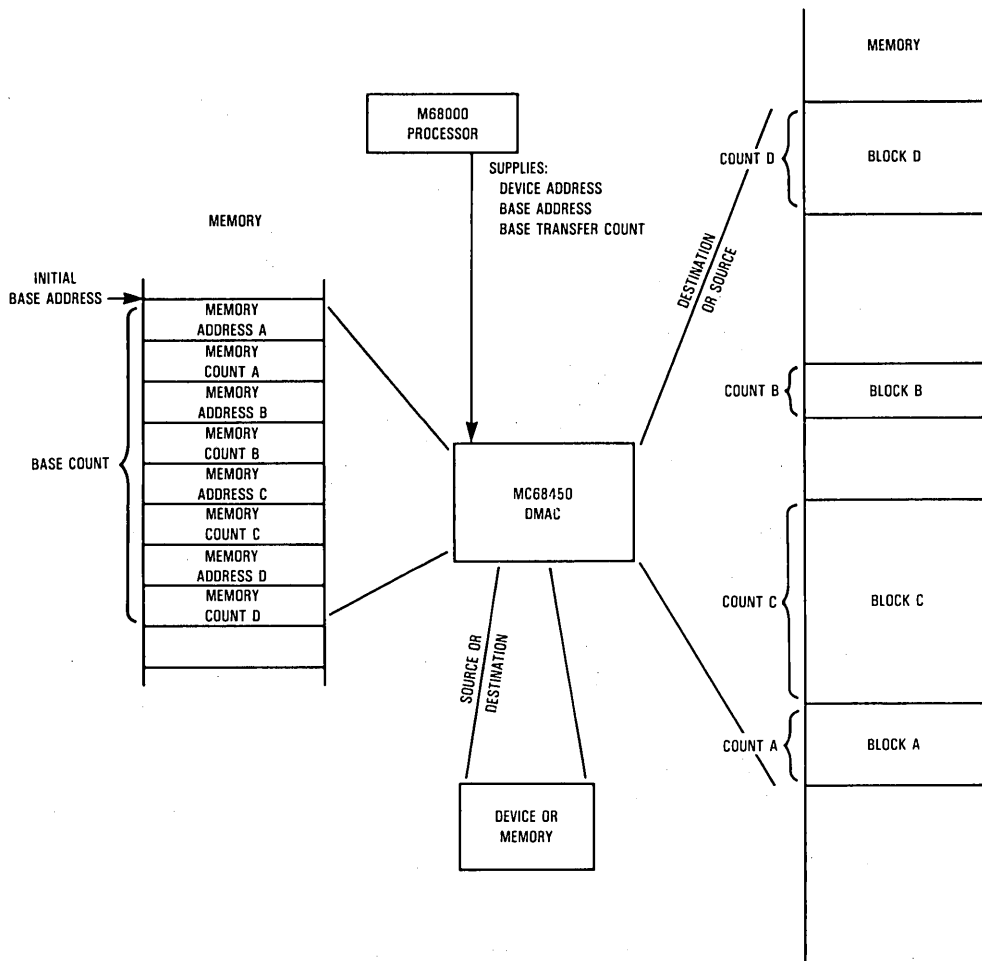 MEMORY
M68000
PROCESSOR
SUPPLIES:
DEVICE ADDRESS
BASE ADDRESS
BASE TRANSFER COUNT
MEMORY
INITIAL
BASE ADDRESS
MEMORY
ADDRESS A
MEMORY
COUNT A
MEMORY
ADDRESS B
MEMORY
COUNT B
MEMORY
ADDRESS C
MEMORY
COUNT C
MEMORY
ADDRESS D
MEMORY
COUNT D
BASE COUNT
MC68450
DMAC
SOURCE OR
DESTINATION
DEVICE OR
MEMORY
DESTINATION
OR SOURCE
COUNT D
BLOCK D
COUNT B
BLOCK B
COUNT C
BLOCK C
COUNT A
BLOCK A